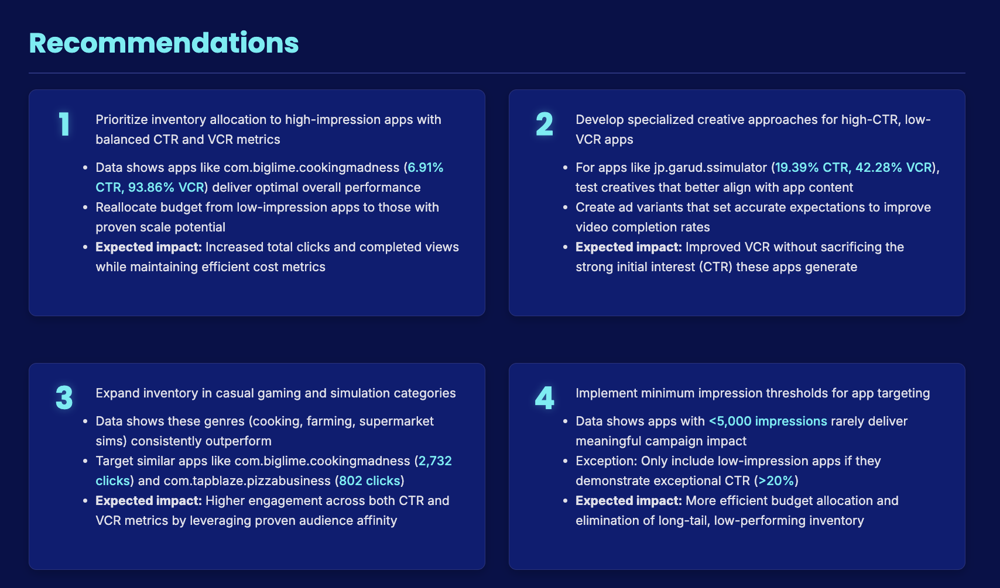 Recommendations
1
Prioritize inventory allocation to high-impression apps with
balanced CTR and VCR metrics
• Data shows apps like com.biglime.cookingmadness (6.91%
CTR, 93.86% VCR) deliver optimal overall performance
• Reallocate budget from low-impression apps to those with
proven scale potential
• Expected impact: Increased total clicks and completed views
while maintaining efficient cost metrics
2
Develop specialized creative approaches for high-CTR, low-
VCR apps
• For apps like jp.garud.ssimulator (19.39% CTR, 42.28% VCR),
test creatives that better align with app content
• Create ad variants that set accurate expectations to improve
video completion rates
• Expected impact: Improved VCR without sacrificing the
strong initial interest (CTR) these apps generate
3
Expand inventory in casual gaming and simulation categories
• Data shows these genres (cooking, farming, supermarket
sims) consistently outperform
• Target similar apps like com.biglime.cookingmadness (2,732
clicks) and com.tapblaze.pizzabusiness (802 clicks)
• Expected impact: Higher engagement across both CTR and
VCR metrics by leveraging proven audience affinity
4
Implement minimum impression thresholds for app targeting
• Data shows apps with <5,000 impressions rarely deliver
meaningful campaign impact
• Exception: Only include low-impression apps if they
demonstrate exceptional CTR (>20%)
• Expected impact: More efficient budget allocation and
elimination of long-tail, low-performing inventory